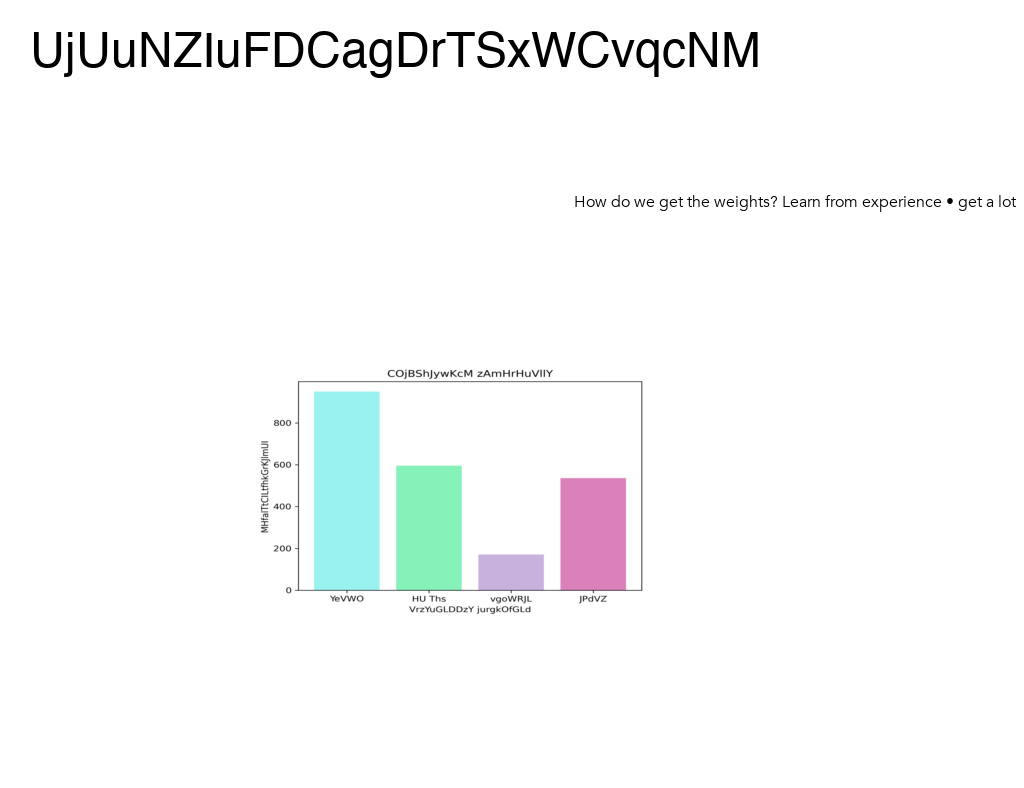 UjUuNZIuFDCagDrTSxWCvqcNM
How do we get the weights? Learn from experience • get a lot
COjBShJywKcM zAmHrHuVllY
800
600
400
200
0
YeVWO HU Ths vgoWRJL JPdVZ
VrzYuGLDDzY jurgkOfGLd